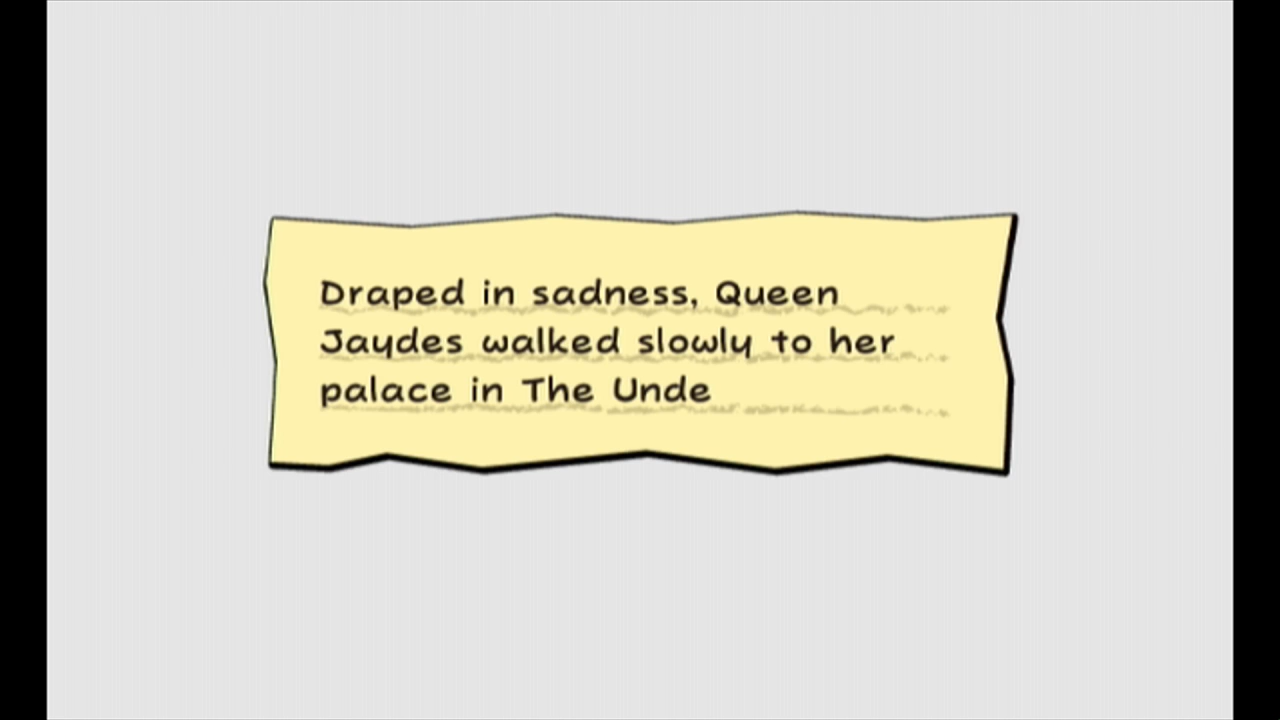 Draped in sadness, Queen
Jaydes walked slowly to her
palace in The Unde